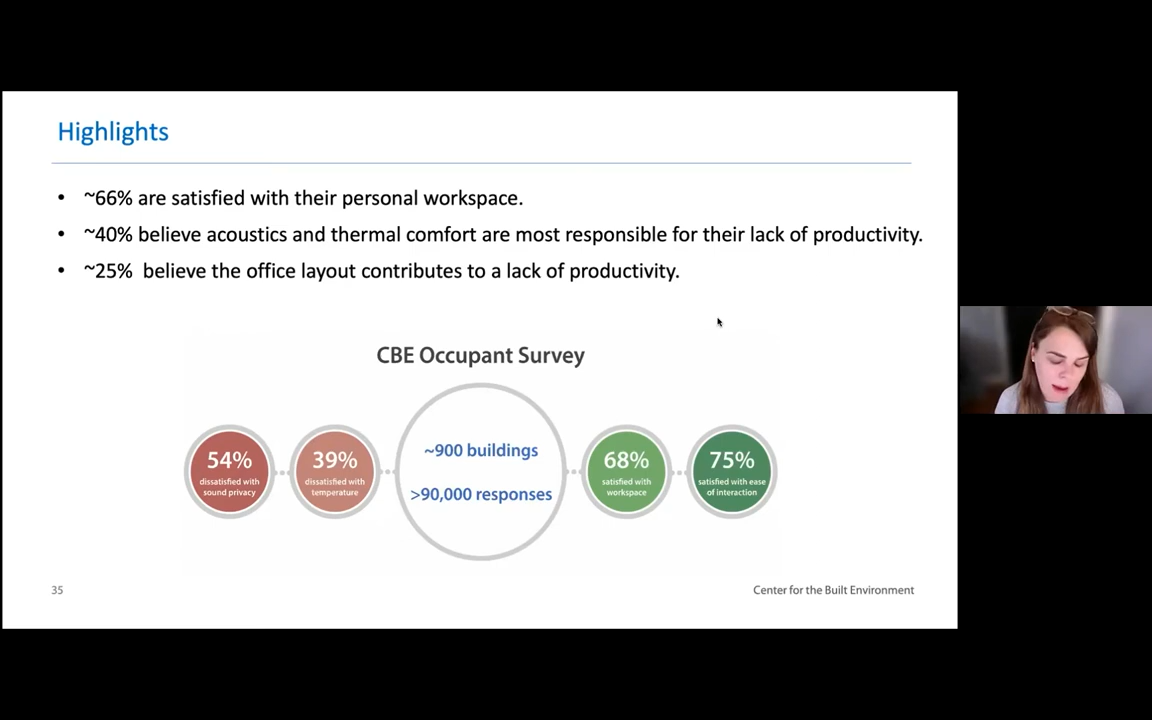 Highlights
• ~66% are satisfied with their personal workspace.
• ~40% believe acoustics and thermal comfort are most responsible for their lack of productivity.
• ~25%  believe the office layout contributes to a lack of productivity.
CBE Occupant Survey
54%
dissatisfied with
sound privacy
39%
dissatisfied with
temperature
~900 buildings
>90,000 responses
68%
satisfied with
workspace
75%
satisfied with ease
of interaction
35
Center for the Built Environment